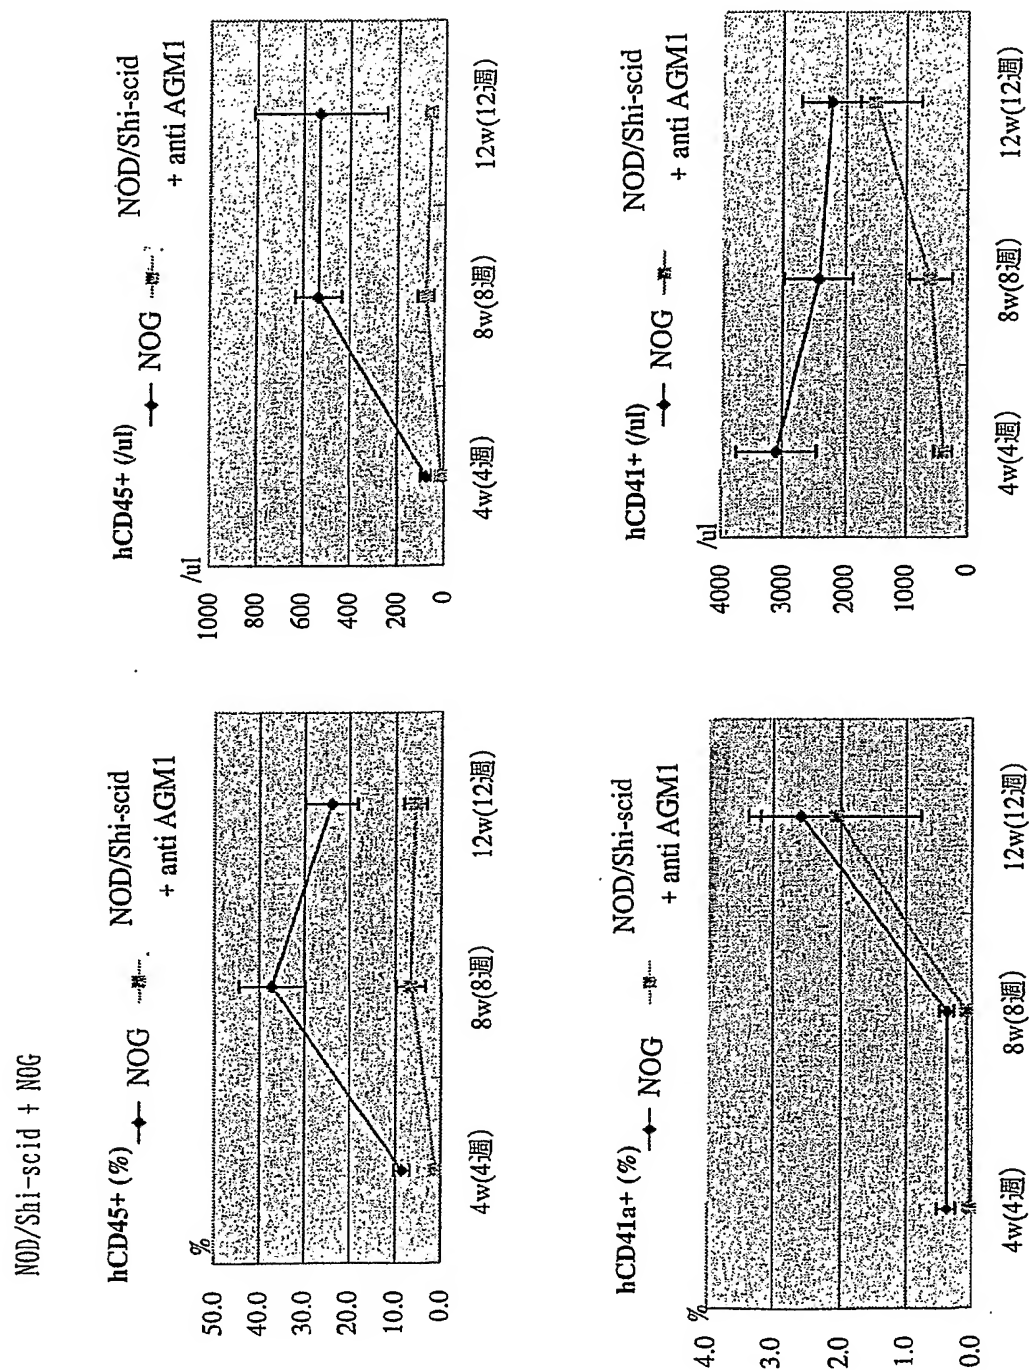 NOD/Shi-scid + NOG
hCD45+ (%)
NOG
NOD/Shi-scid
+ anti AGM1
%
50.0
40.0
30.0
20.0
10.0
0.0
4w(4週)
8w(8週)
12w(12週)
hCD45+ (/ul)
NOG
NOD/Shi-scid
+ anti AGM1
/ul
1000
800
600
400
200
0
4w(4週)
8w(8週)
12w(12週)
hCD41a+ (%)
NOG
NOD/Shi-scid
+ anti AGM1
%
4.0
3.0
2.0
1.0
0.0
4w(4週)
8w(8週)
12w(12週)
hCD41+ (/ul)
NOG
NOD/Shi-scid
+ anti AGM1
/ul
4000
3000
2000
1000
0
4w(4週)
8w(8週)
12w(12週)